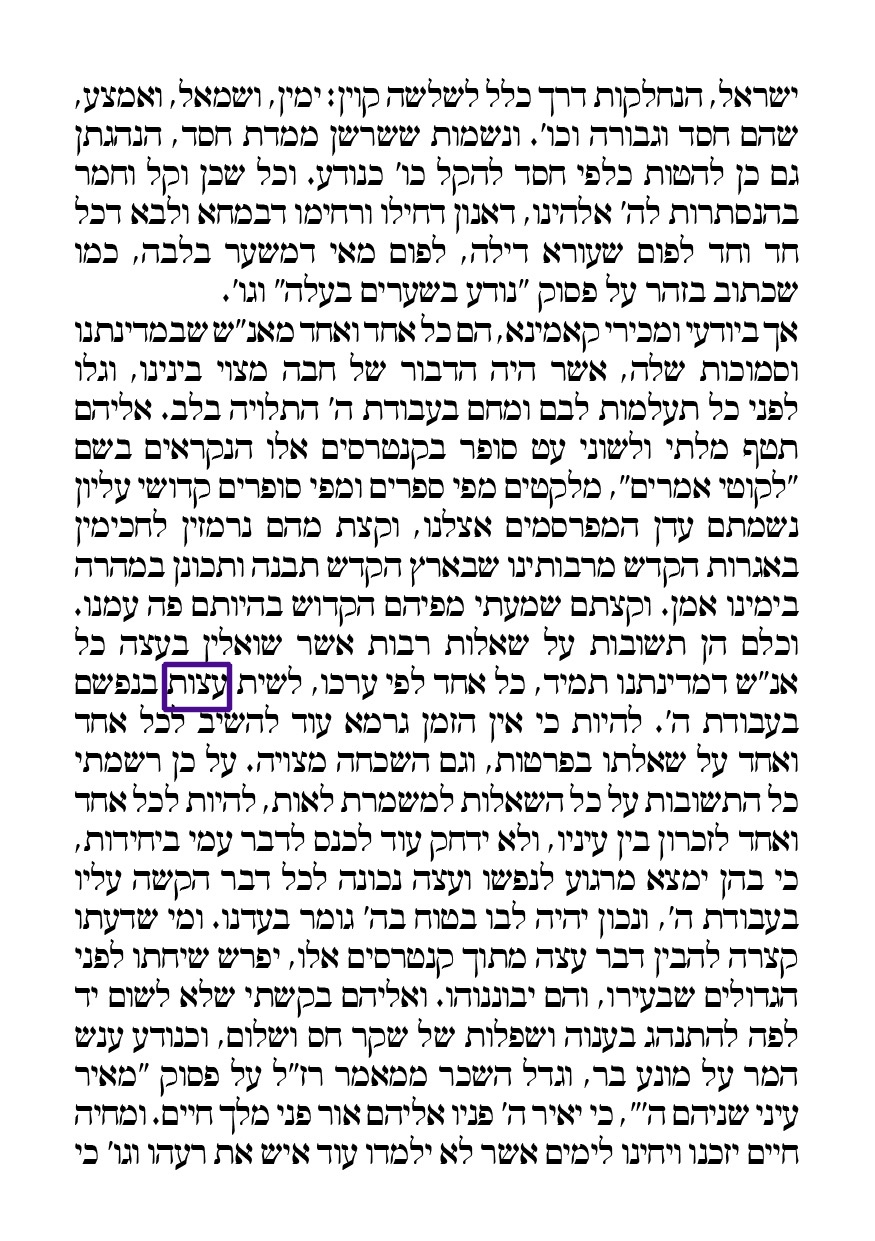 ישראל, הנחלקות דרך כלל לשלשה קוין: ימין, ושמאל, ואמצע,
שהם חסד וגבורה וכו'. ונשמות ששרשן ממדת חסד, הנהגתן
גם כן להטות כלפי חסד להקל כו' כנודע. וכל שכן וקל וחמר
בהנסתרות לה' אלהינו, דאנון דחילו ורחימו דבמחא ולבא דכל
חד וחד לפום שעורא דילה, לפום מאי דמשער בלבה, כמו
שכתוב בזהר על פסוק "נודע בשערים בעלה" וגו'.
אך ביודעי ומכירי קאמינא, הם כל אחד ואחד מאנ"ש שבמדינתנו
וסמוכות שלה, אשר היה הדבור של חבה מצוי בינינו, וגלו
לפני כל תעלמות לבם ומחם בעבודת ה' התלויה בלב. אליהם
תטף מלתי ולשוני עט סופר בקנטרסים אלו הנקראים בשם
"לקוטי אמרים", מלקטים מפי ספרים ומפי סופרים קדושי עליון
נשמתם עדן המפרסמים אצלנו, וקצת מהם נרמזין לחכימין
באגרות הקדש מרבותינו שבארץ הקדש תבנה ותכונן במהרה
בימינו אמן. וקצתם שמעתי מפיהם הקדוש בהיותם פה עמנו.
וכלם הן תשובות על שאלות רבות אשר שואלין בעצה כל
אנ"ש דמדינתנו תמיד, כל אחד לפי ערכו, לשית עצות בנפשם
בעבודת ה'. להיות כי אין הזמן גרמא עוד להשיב לכל אחד
ואחד על שאלתו בפרטות, וגם השכחה מצויה. על כן רשמתי
כל התשובות על כל השאלות למשמרת לאות, להיות לכל אחד
ואחד לזכרון בין עיניו, ולא ידחק עוד לכנס לדבר עמי ביחידות,
כי בהן ימצא מרגוע לנפשו ועצה נכונה לכל דבר הקשה עליו
בעבודת ה', ונכון יהיה לבו בטוח בה' גומר בעדנו. ומי שדעתו
קצרה להבין דבר עצה מתוך קנטרסים אלו, יפרש שיחתו לפני
הגדולים שבעירו, והם יבוננוהו. ואליהם בקשתי שלא לשום יד
לפה להתנהג בענוה ושפלות של שקר חס ושלום, וכנודע ענש
המר על מונע בר, וגדל השכר ממאמר רז"ל על פסוק "מאיר
עיני שניהם ה'", כי יאיר ה' פניו אליהם אור פני מלך חיים. ומחיה
חיים יזכנו ויחינו לימים אשר לא ילמדו עוד איש את רעהו וגו' כי